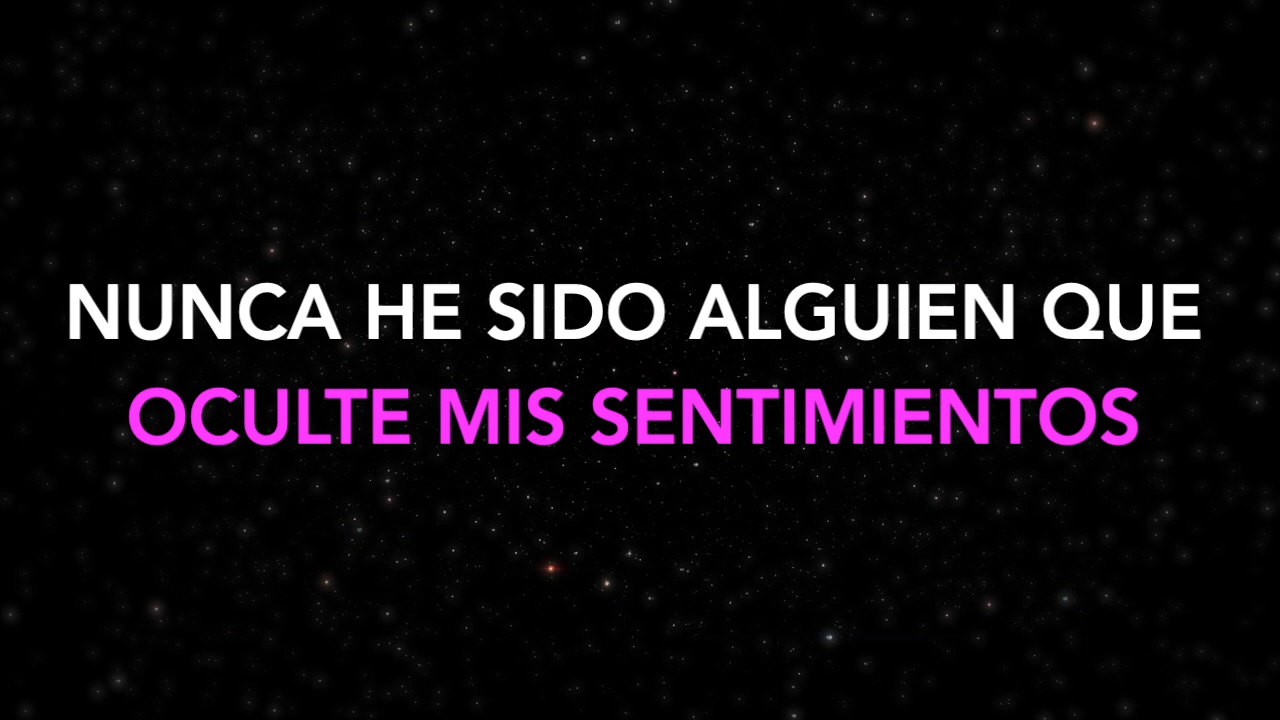 NUNCA HE SIDO ALGUIEN QUE
OCULTE MIS SENTIMIENTOS